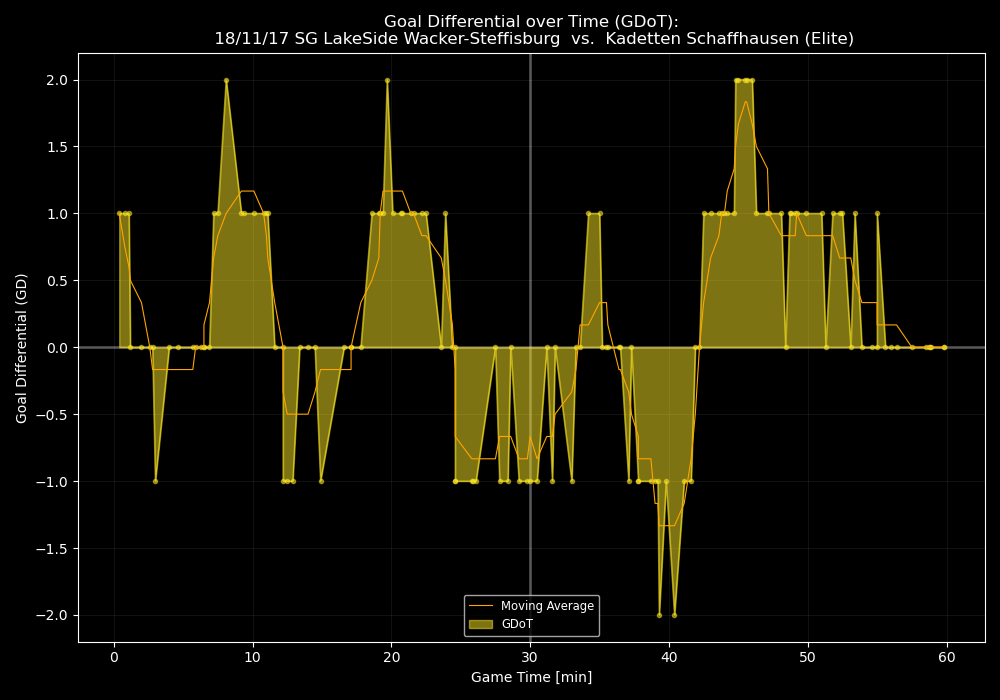 Goal Differential over Time (GDoT):
18/11/17 SG LakeSide Wacker-Steffisburg  vs.  Kadetten Schaffhausen (Elite)
Goal Differential (GD)
2.0
1.5
1.0
0.5
0.0
−0.5
−1.0
−1.5
−2.0
Moving Average
GDoT
0 10 20 30 40 50 60
Game Time [min]